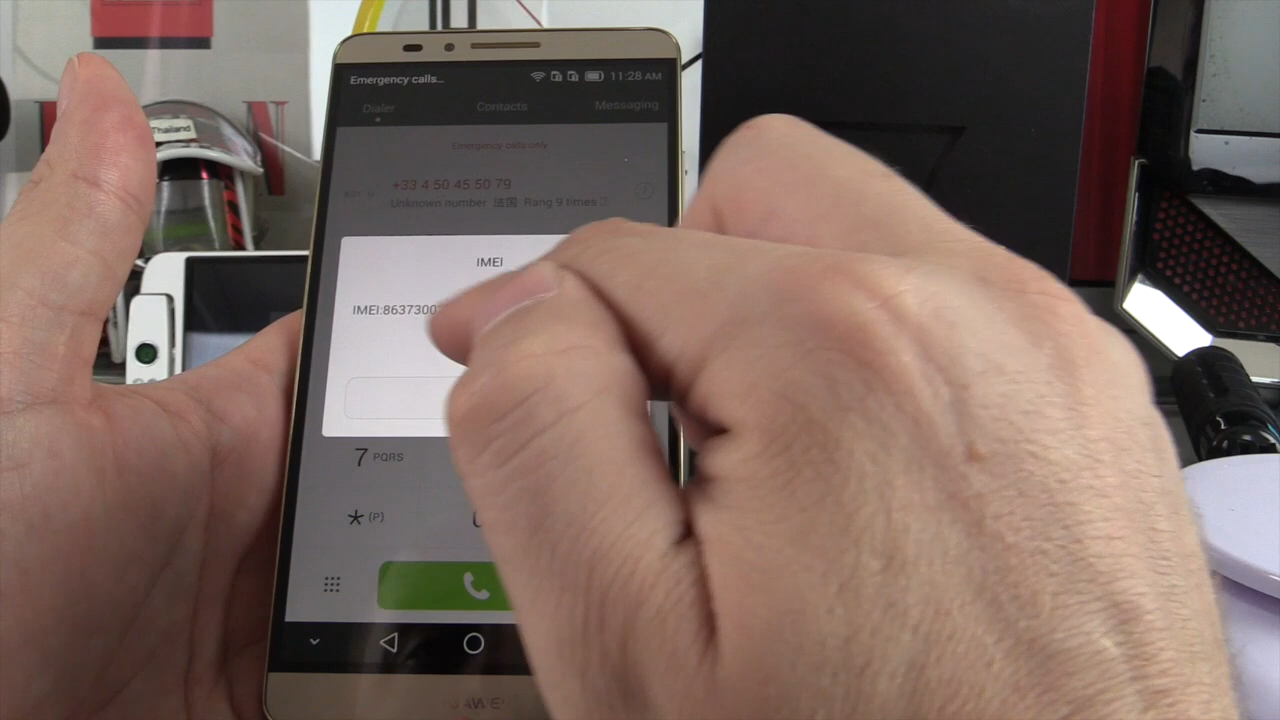 Thailand
Emergency calls... 11:28 AM
Dialer Contacts Messaging
Emergency calls only
+33 4 50 45 50 79
Unknown number 法国 Rang 9 times
IMEI
IMEI:8637300
7 PQRS
* (P)